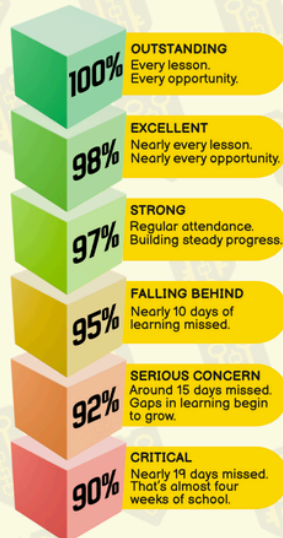 100%
OUTSTANDING
Every lesson.
Every opportunity.
98%
EXCELLENT
Nearly every lesson.
Nearly every opportunity.
97%
STRONG
Regular attendance.
Building steady progress.
95%
FALLING BEHIND
Nearly 10 days of
learning missed.
92%
SERIOUS CONCERN
Around 15 days missed.
Gaps in learning begin
to grow.
90%
CRITICAL
Nearly 19 days missed.
That's almost four
weeks of school.